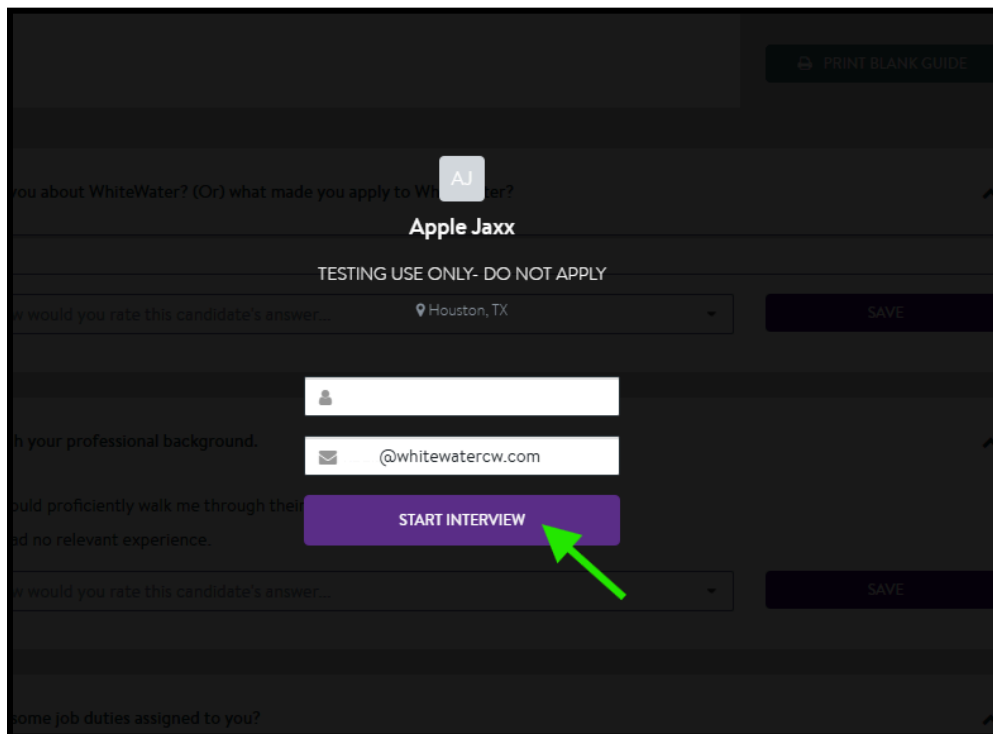 PRINT BLANK GUIDE
AJ
you about WhiteWater? (Or) what made you apply to Wh ter?
Apple Jaxx
TESTING USE ONLY- DO NOT APPLY
Houston, TX
would you rate this candidate's answer...
SAVE
@whitewatercw.com
your professional background.
START INTERVIEW
proficiently walk me through their
no relevant experience.
would you rate this candidate's answer...
SAVE
some job duties assigned to you?